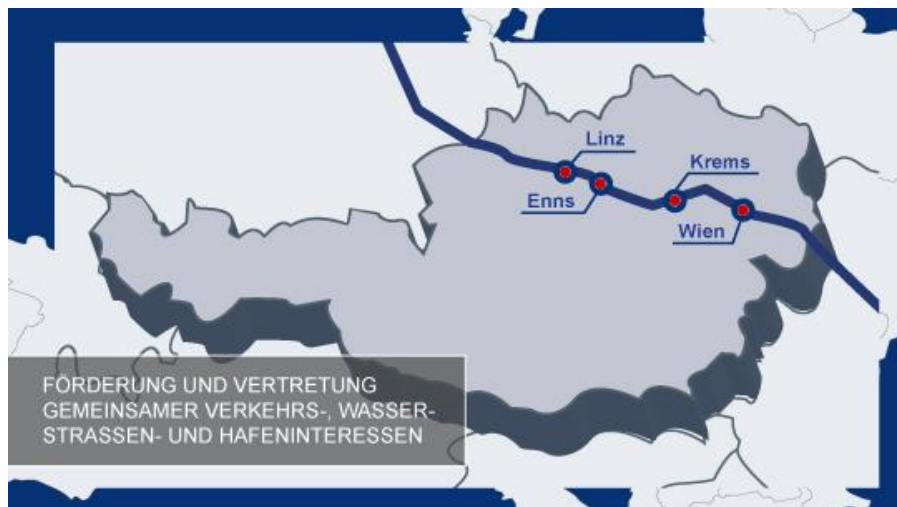 Linz
Krems
Enns
Wien
FÖRDERUNG UND VERTRETUNG
GEMEINSAMER VERKEHRS-, WASSER-
STRASSEN- UND HAFENINTERESSEN